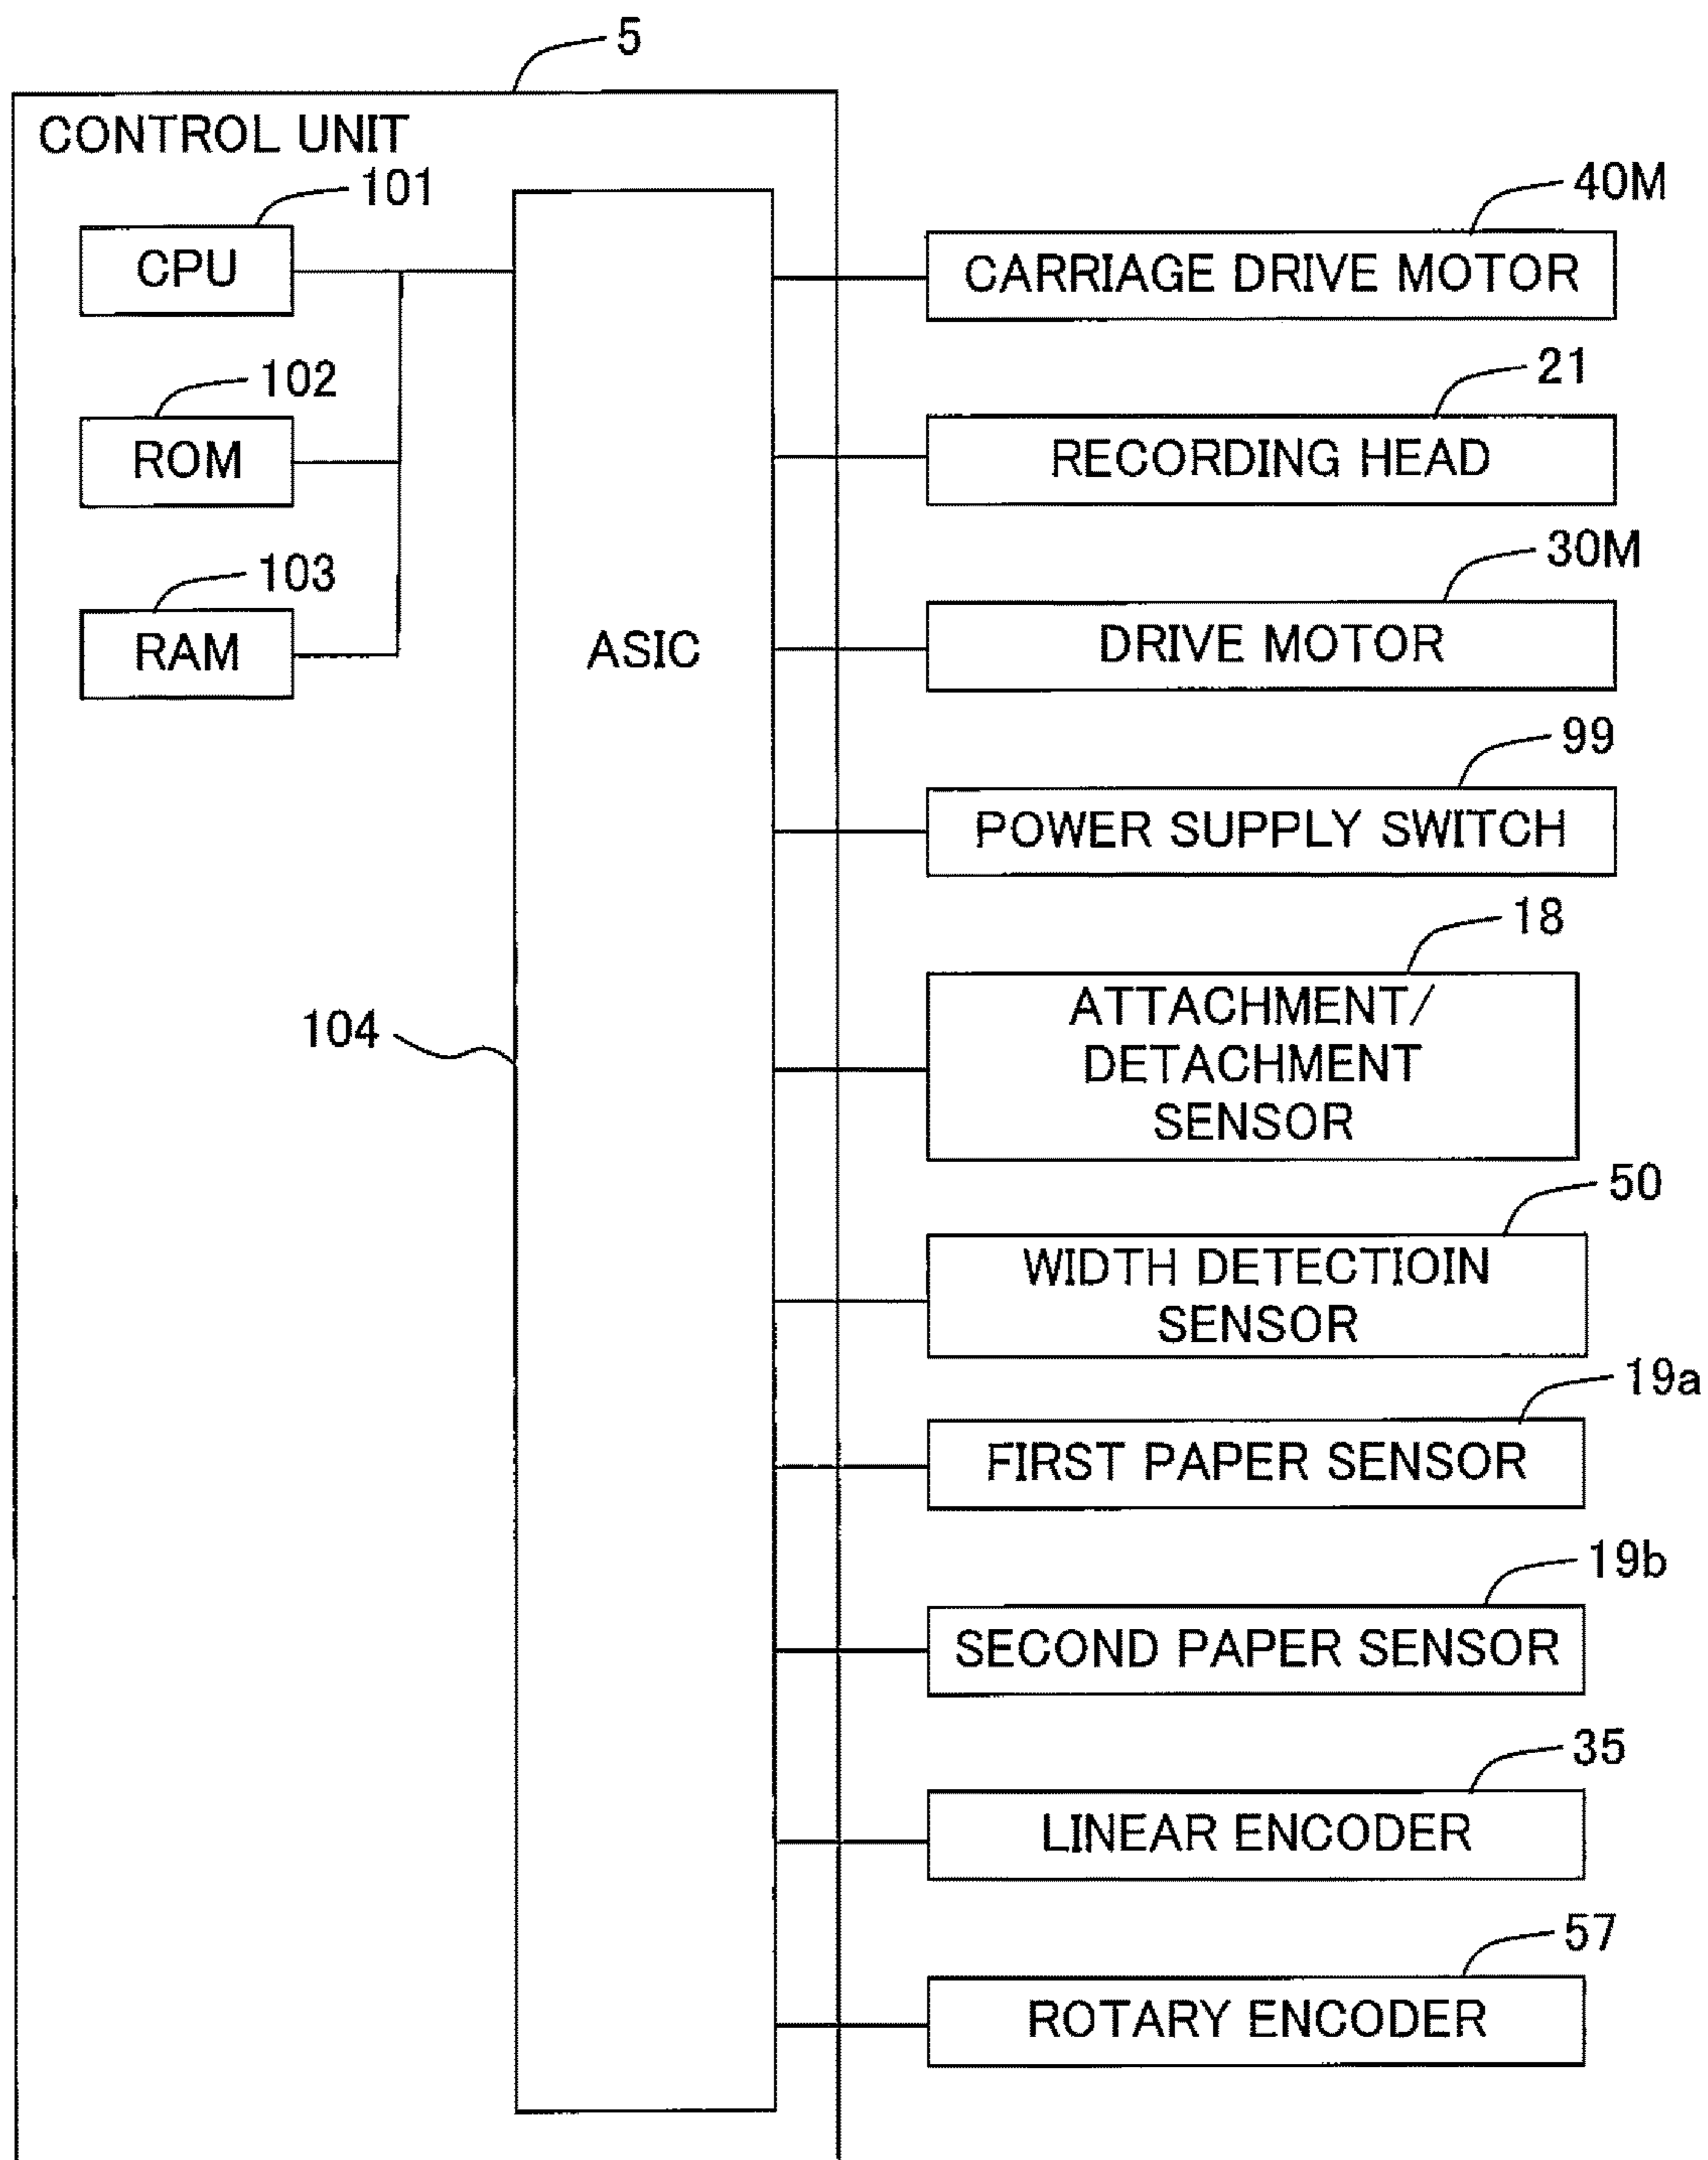 5
CONTROL UNIT
101
CPU
102
ROM
103
RAM
ASIC
104
40M
CARRIAGE DRIVE MOTOR
21
RECORDING HEAD
30M
DRIVE MOTOR
99
POWER SUPPLY SWITCH
18
ATTACHMENT/
DETACHMENT
SENSOR
50
WIDTH DETECTIOIN
SENSOR
19a
FIRST PAPER SENSOR
19b
SECOND PAPER SENSOR
35
LINEAR ENCODER
57
ROTARY ENCODER